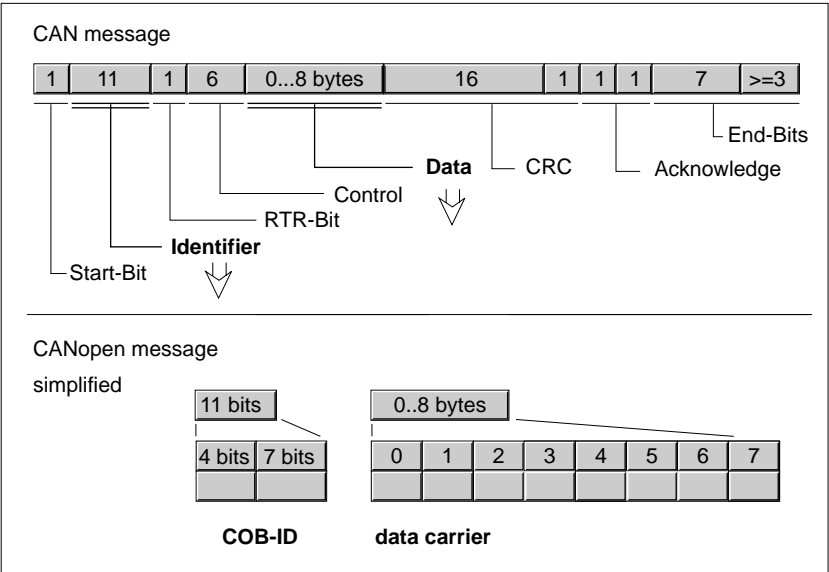 CAN message
1 11 1 6 0...8 bytes 16 1 1 1 7 >=3
End-Bits
Data CRC Acknowledge
Control
RTR-Bit
Identifier
Start-Bit
CANopen message
simplified
11 bits 0..8 bytes
4 bits 7 bits 0 1 2 3 4 5 6 7
COB-ID data carrier